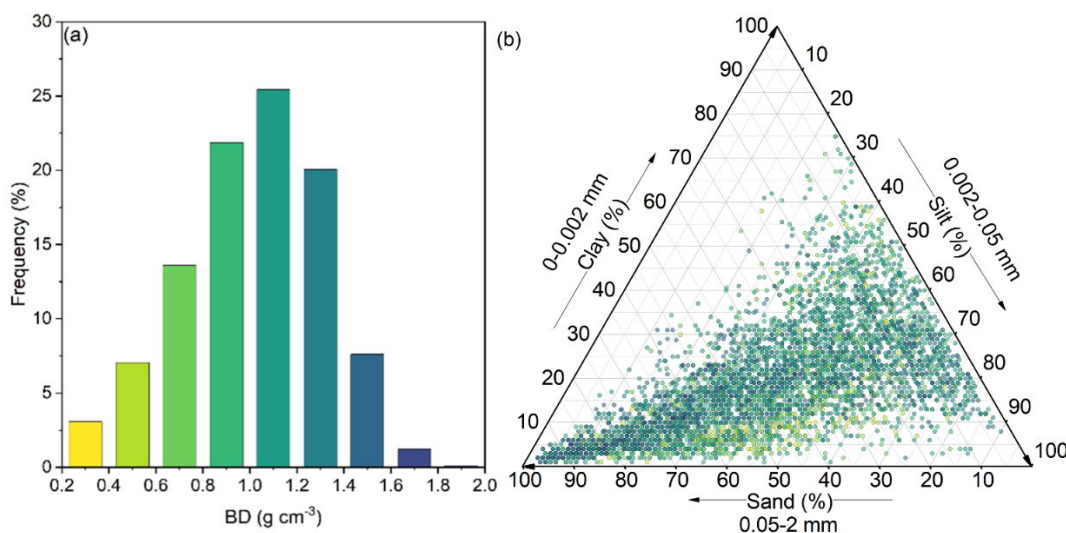 (a)
30
25
20
15
10
5
0
Frequency (%)
0.2 0.4 0.6 0.8 1.0 1.2 1.4 1.6 1.8 2.0
BD (g cm⁻³)
(b)
100
90
80
70
60
50
40
30
20
10
0-0.002 mm
Clay (%)
10
20
30
40
50
60
70
80
90
100
0.002-0.05 mm
Silt (%)
100 90 80 70 60 50 40 30 20 10
Sand (%)
0.05-2 mm